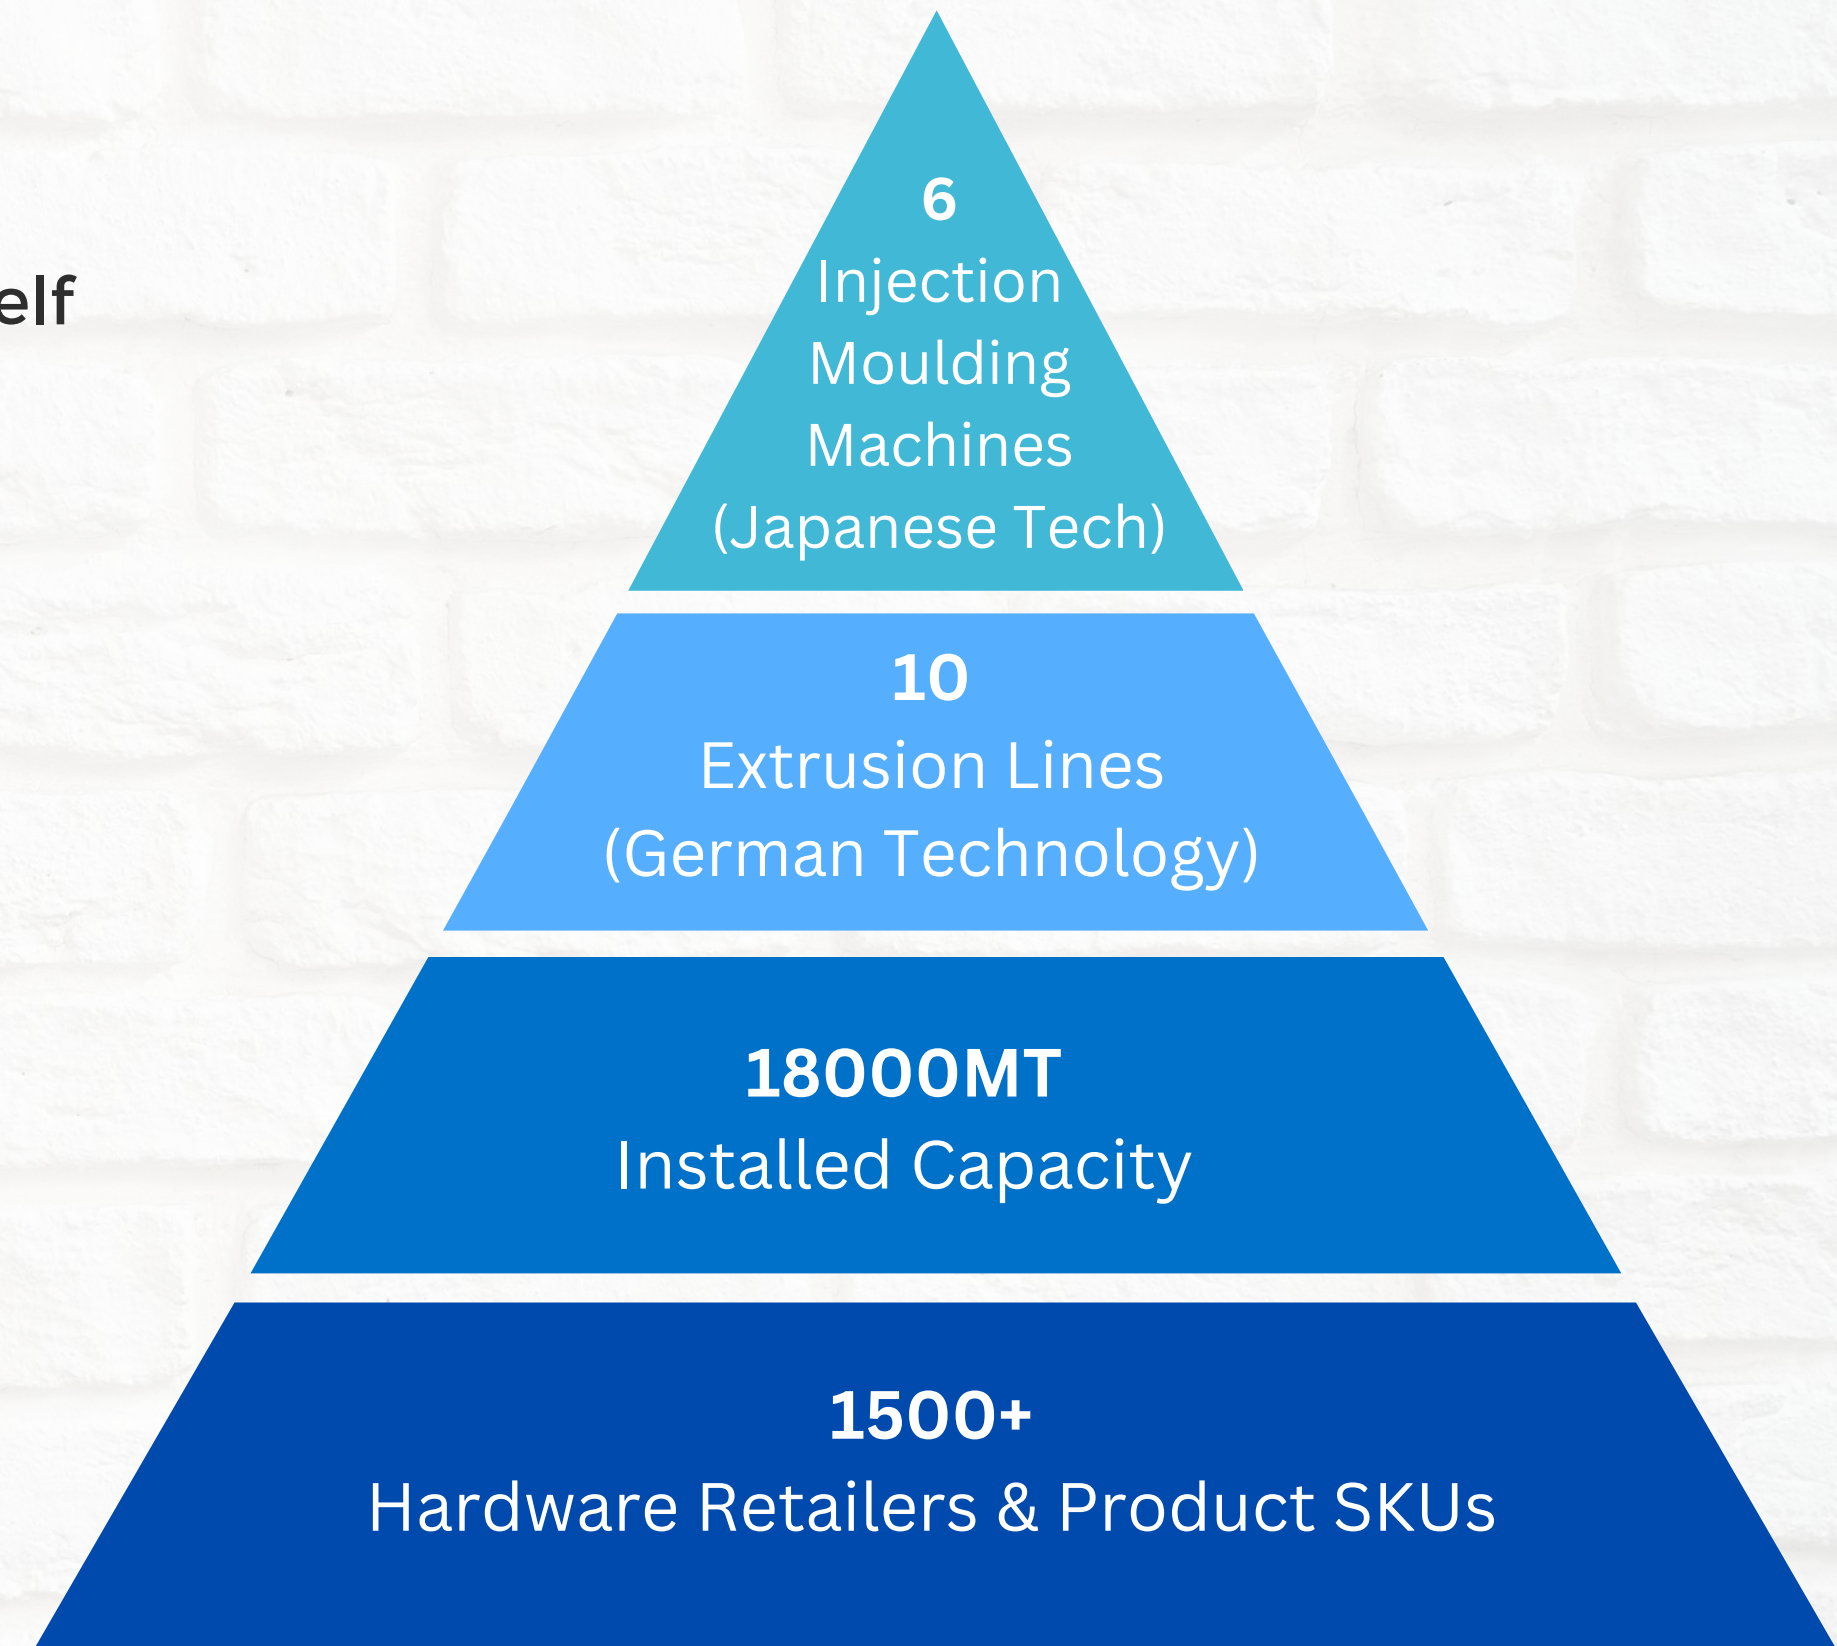 elf
6
Injection
Moulding
Machines
(Japanese Tech)
10
Extrusion Lines
(German Technology)
18000MT
Installed Capacity
1500+
Hardware Retailers & Product SKUs